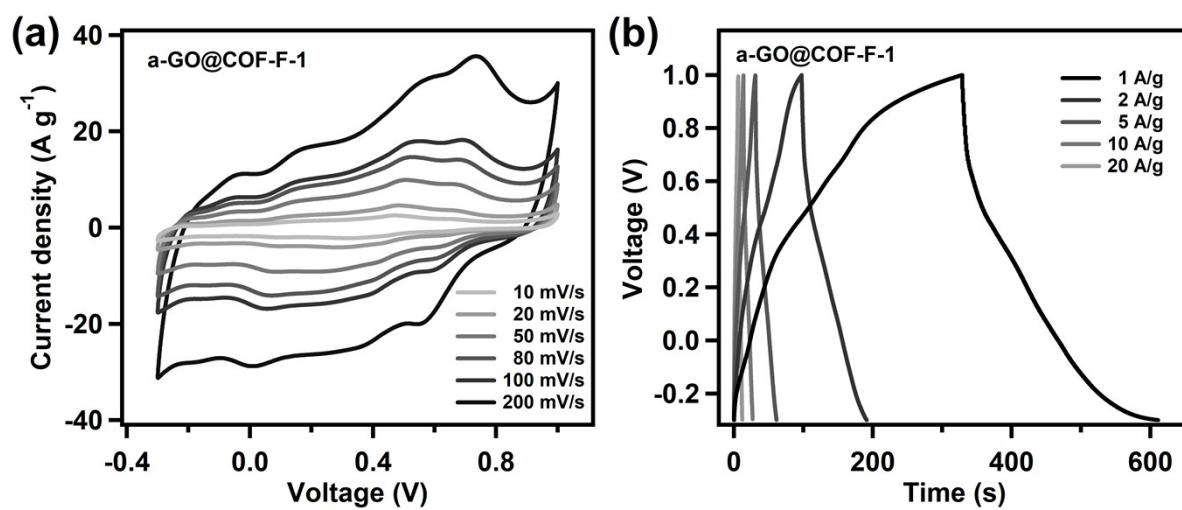 (a)
a-GO@COF-F-1
Current density (A g⁻¹)
40
20
0
-20
-40
-0.4
0.0
0.4
0.8
Voltage (V)
10 mV/s
20 mV/s
50 mV/s
80 mV/s
100 mV/s
200 mV/s
(b)
a-GO@COF-F-1
Voltage (V)
1.0
0.8
0.6
0.4
0.2
0.0
-0.2
0
200
400
600
Time (s)
1 A/g
2 A/g
5 A/g
10 A/g
20 A/g